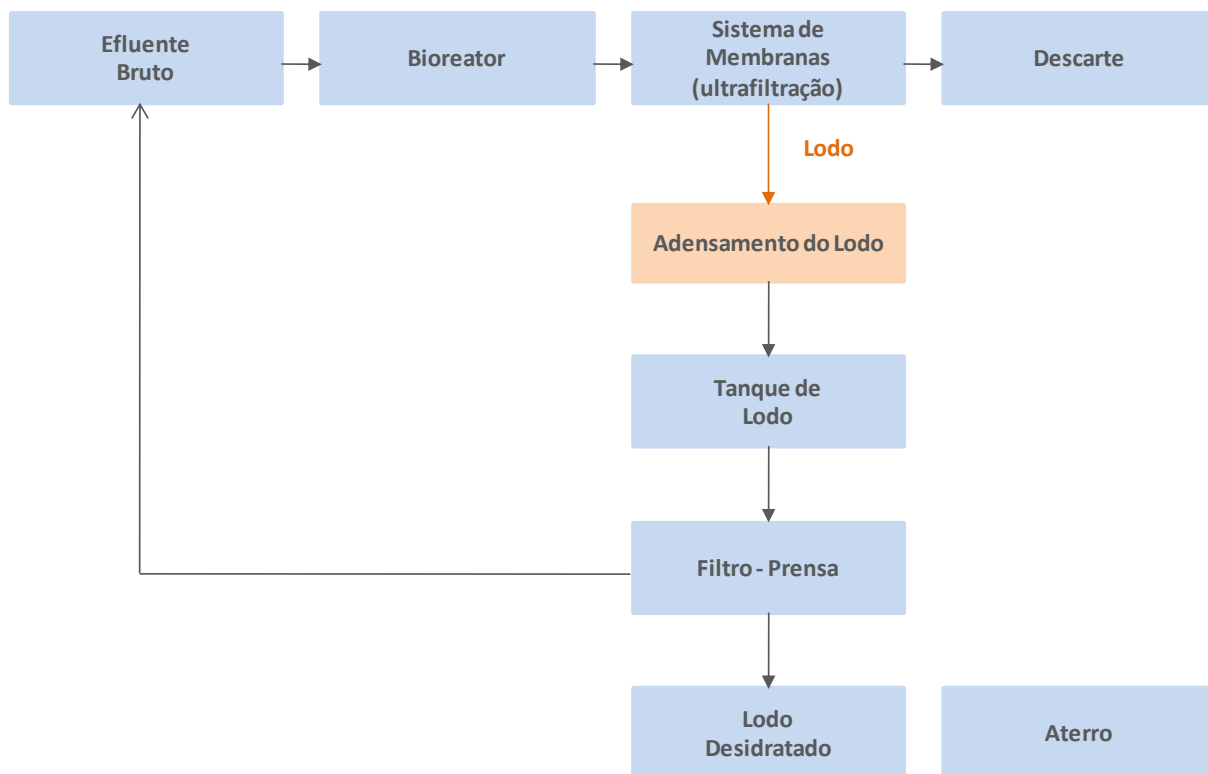 Efluente
Bruto
Bioreator
Sistema de
Membranas
(ultrafiltração)
Descarte
Lodo
Adensamento do Lodo
Tanque de
Lodo
Filtro - Prensa
Lodo
Desidratado
Aterro